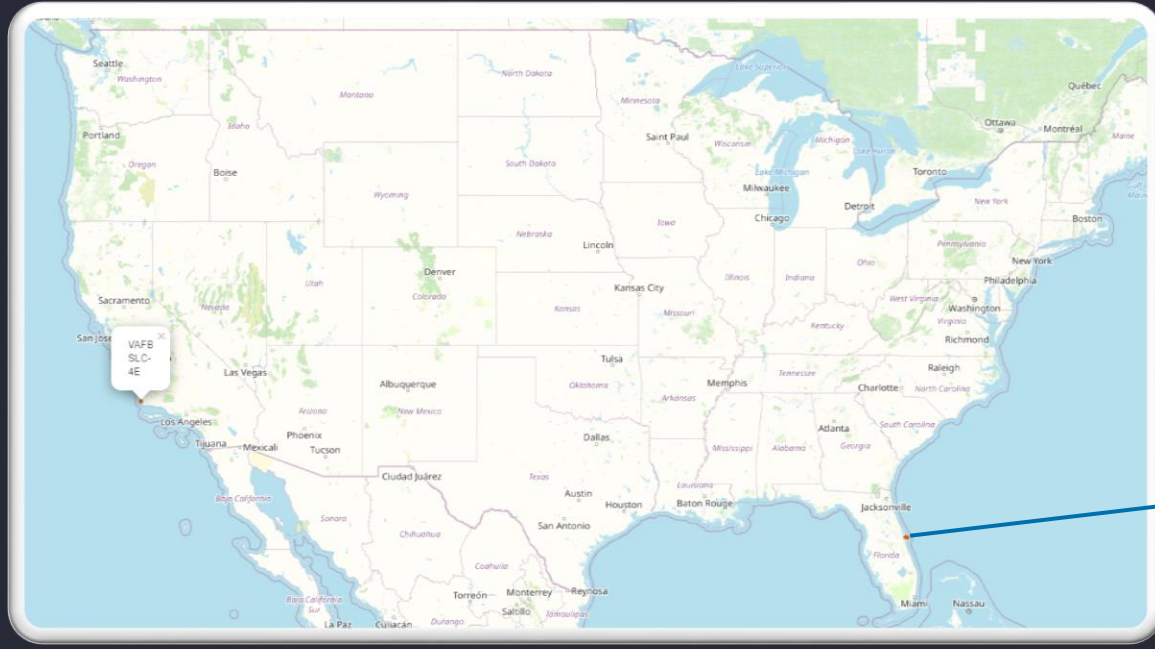 Seattle
Washington
Montana
North Dakota
Minnesota
Lake Superior
Québec
Ottawa
Montréal
Maine
Portland
Oregon
Idaho
Boise
Saint Paul
Wisconsin
Michigan
Lake Huron
Toronto
South Dakota
Wyoming
Lake Michigan
Milwaukee
Chicago
Detroit
New York
Boston
Iowa
Nebraska
Lincoln
Pennsylvania
New York
Philadelphia
Ohio
Illinois
Indiana
Denver
Colorado
Utah
Nevada
Sacramento
Kansas City
Kansas
Missouri
West Virginia
Washington
Virginia
Richmond
Kentucky
San José
VAFB
SLC-
4E
Las Vegas
Tulsa
Raleigh
Tennessee
Memphis
Charlotte
North Carolina
Albuquerque
Oklahoma
Arkansas
Los Angeles
Arizona
New Mexico
South Carolina
Atlanta
Georgia
Phoenix
Tucson
Tijuana
Mexicali
Dallas
Mississippi
Alabama
Ciudad Juárez
Texas
Louisiana
Baja California
Austin
Houston
Baton Rouge
Jacksonville
San Antonio
Sonora
Chihuahua
Florida
Coahuila
Baja California
Sur
Torreón
Monterrey
Reynosa
Saltillo
Tamaulipas
Miami
Nassau
La Paz
Culiacán
Durango